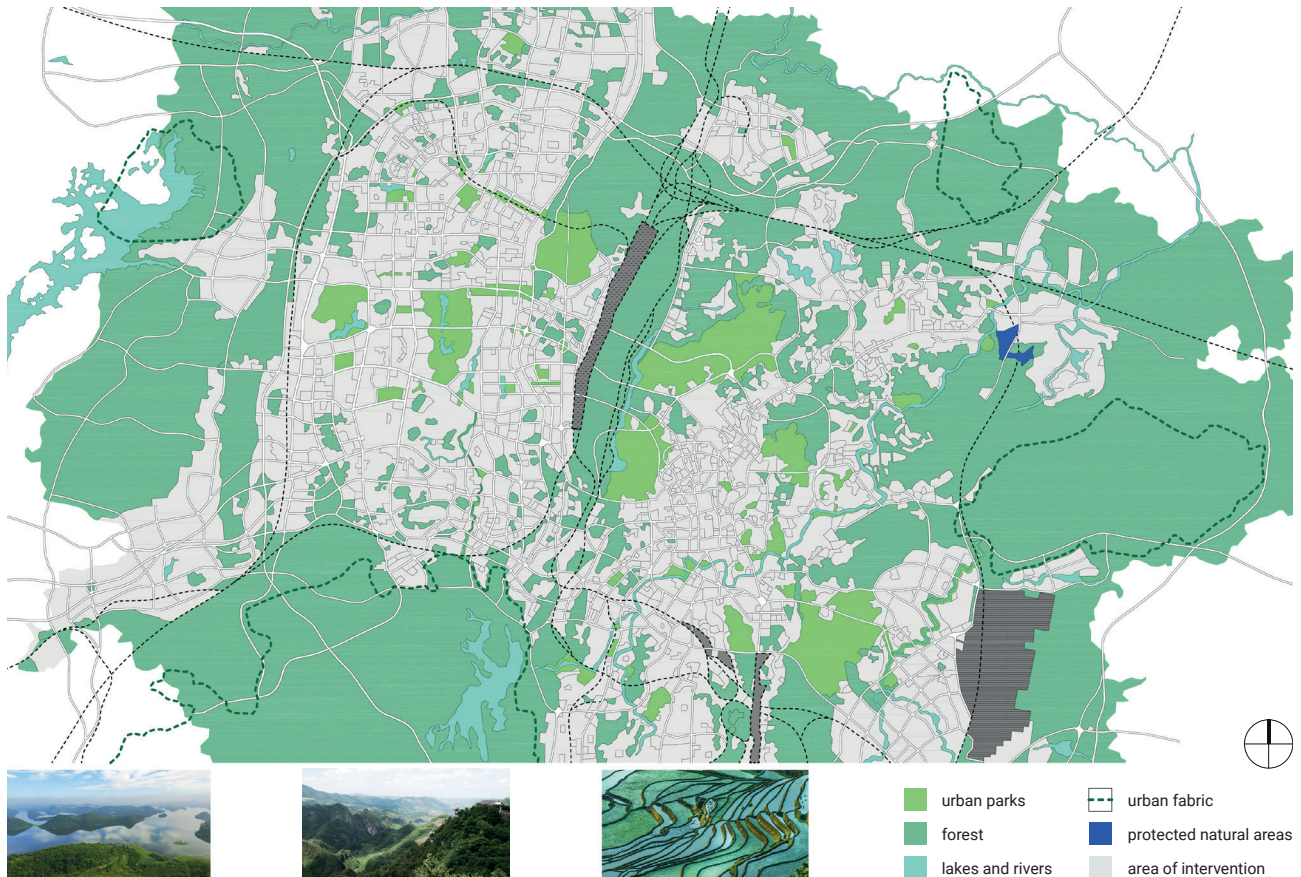 urban parks
forest
lakes and rivers
urban fabric
protected natural areas
area of intervention